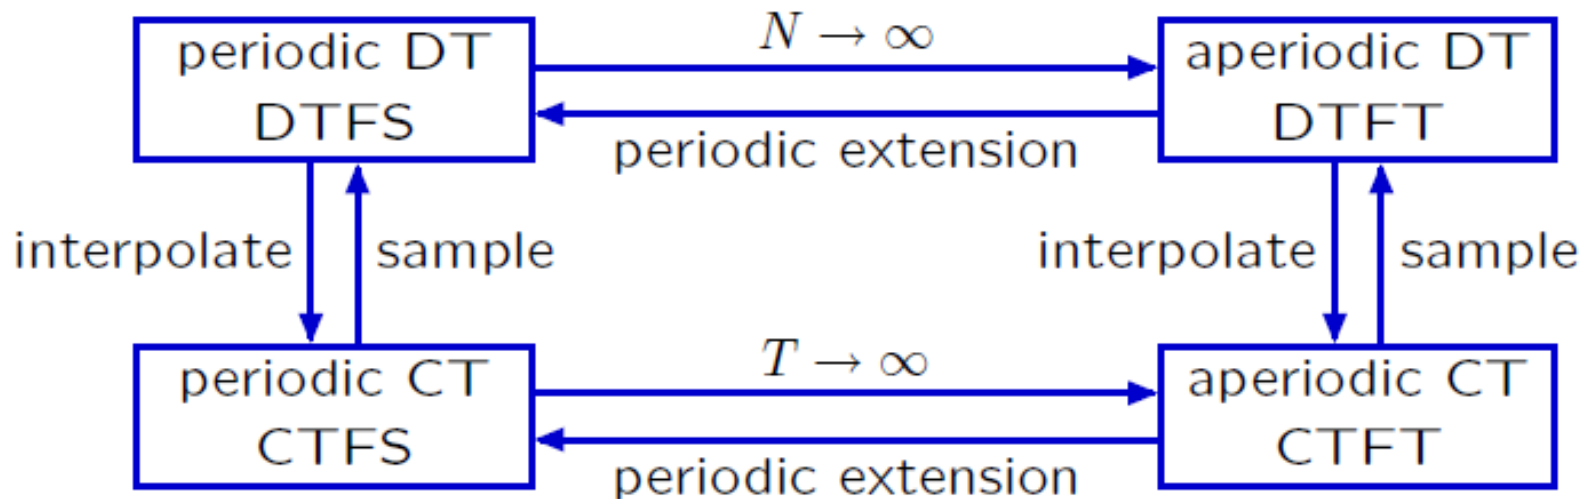 periodic DT
DTFS
N → ∞
periodic extension
aperiodic DT
DTFT
interpolate
sample
interpolate
sample
periodic CT
CTFS
T → ∞
periodic extension
aperiodic CT
CTFT